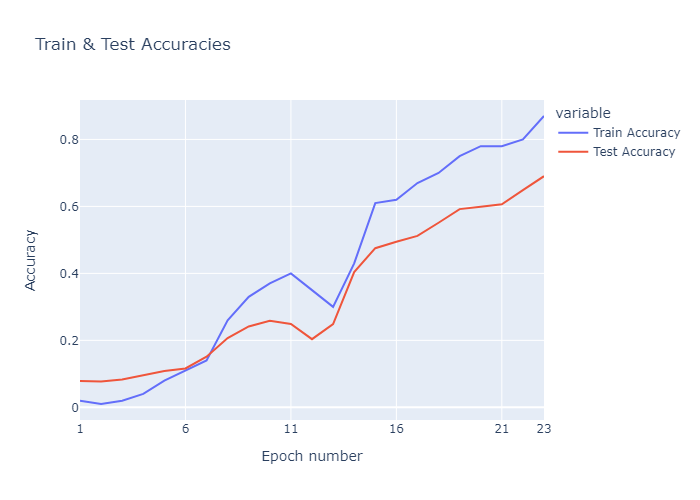 Train & Test Accuracies
variable
Train Accuracy
Test Accuracy
Accuracy
0.8
0.6
0.4
0.2
0
1 6 11 16 21 23
Epoch number